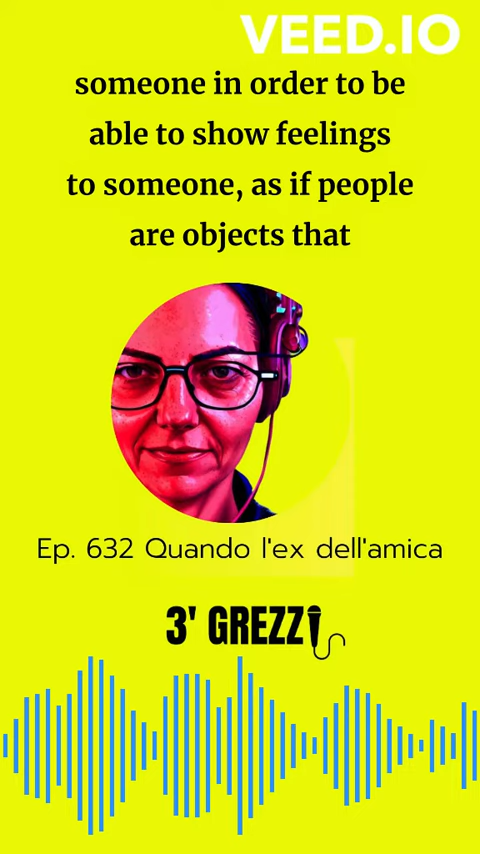 VEED.IO
someone in order to be
able to show feelings
to someone, as if people
are objects that
Ep. 632 Quando l'ex dell'amica
3' GREZZI